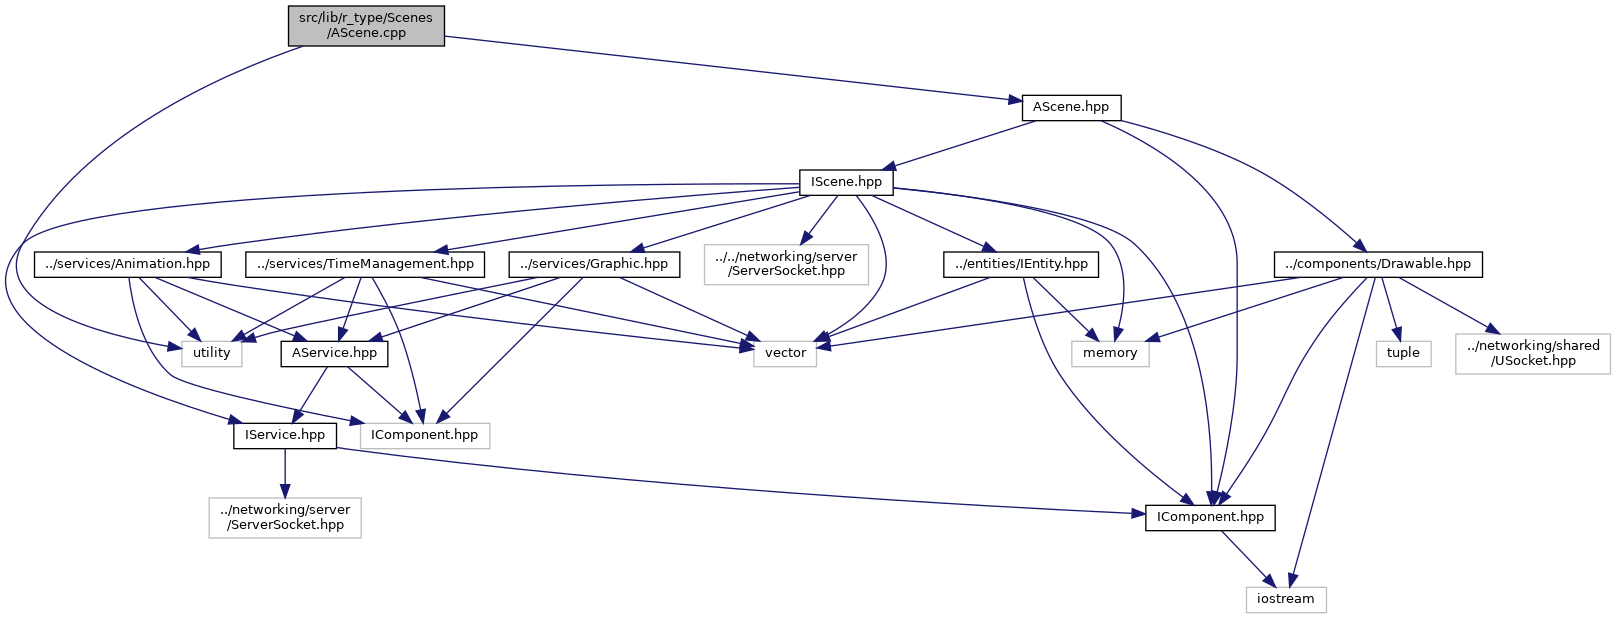 src/lib/r_type/Scenes
/AScene.cpp
AScene.hpp
IScene.hpp
../services/Animation.hpp
../services/TimeManagement.hpp
../services/Graphic.hpp
../../networking/server
/ServerSocket.hpp
../entities/IEntity.hpp
../components/Drawable.hpp
utility
AService.hpp
vector
memory
tuple
../networking/shared
/USocket.hpp
IService.hpp
IComponent.hpp
../networking/server
/ServerSocket.hpp
IComponent.hpp
iostream